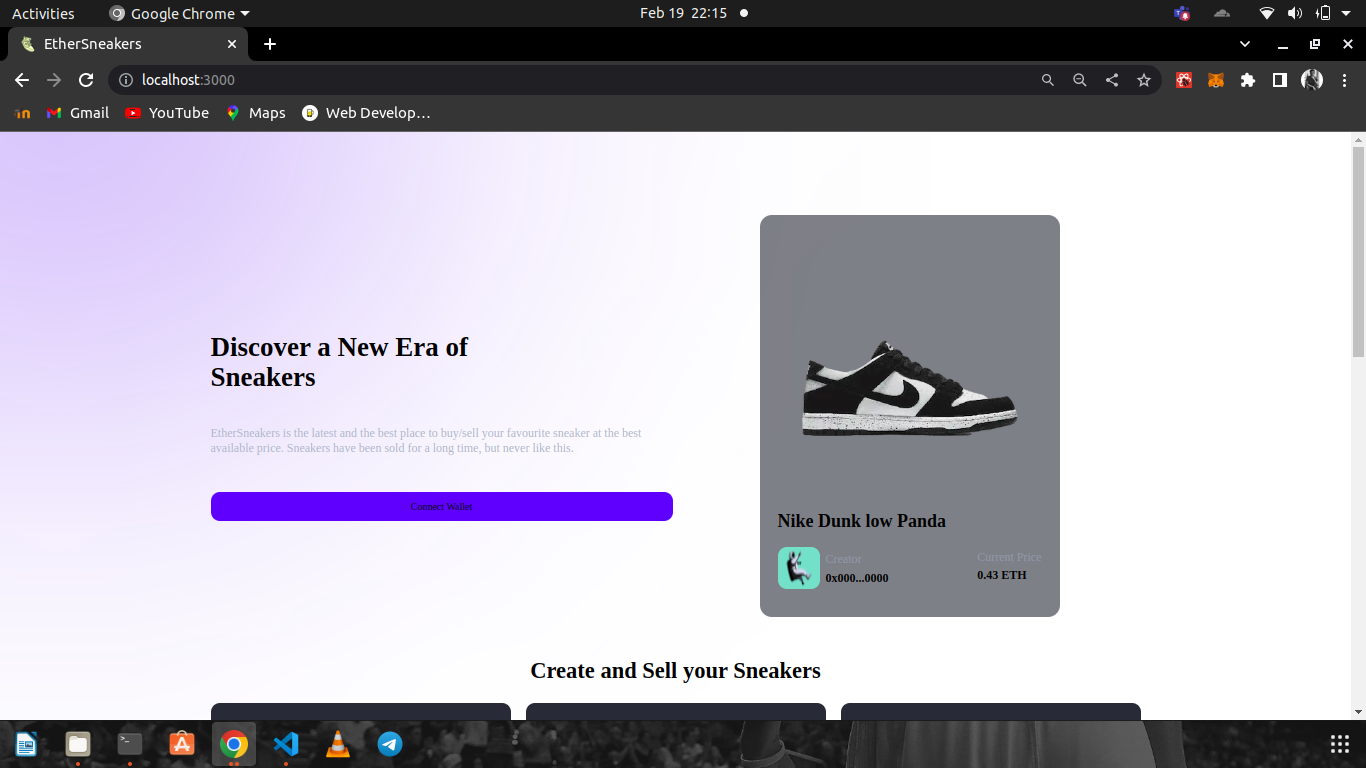 Activities
Google Chrome
Feb 19 22:15
EtherSneakers
localhost:3000
in
Gmail
YouTube
Maps
Web Develop…
Discover a New Era of
Sneakers
EtherSneakers is the latest and the best place to buy/sell your favourite sneaker at the best
available price. Sneakers have been sold for a long time, but never like this.
Connect Wallet
Nike Dunk low Panda
Creator
0x000...0000
Current Price
0.43 ETH
Create and Sell your Sneakers